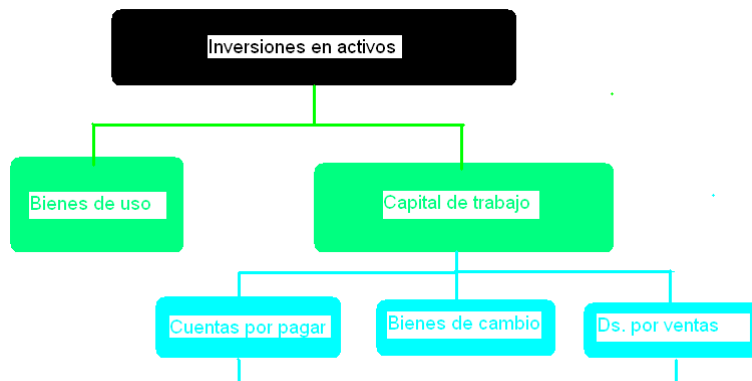 Inversiones en activos
Bienes de uso
Capital de trabajo
Cuentas por pagar
Bienes de cambio
Ds. por ventas